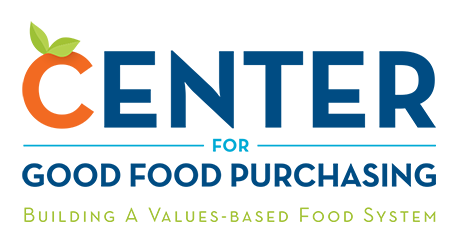 CENTER
FOR
GOOD FOOD PURCHASING
BUILDING A VALUES-BASED FOOD SYSTEM